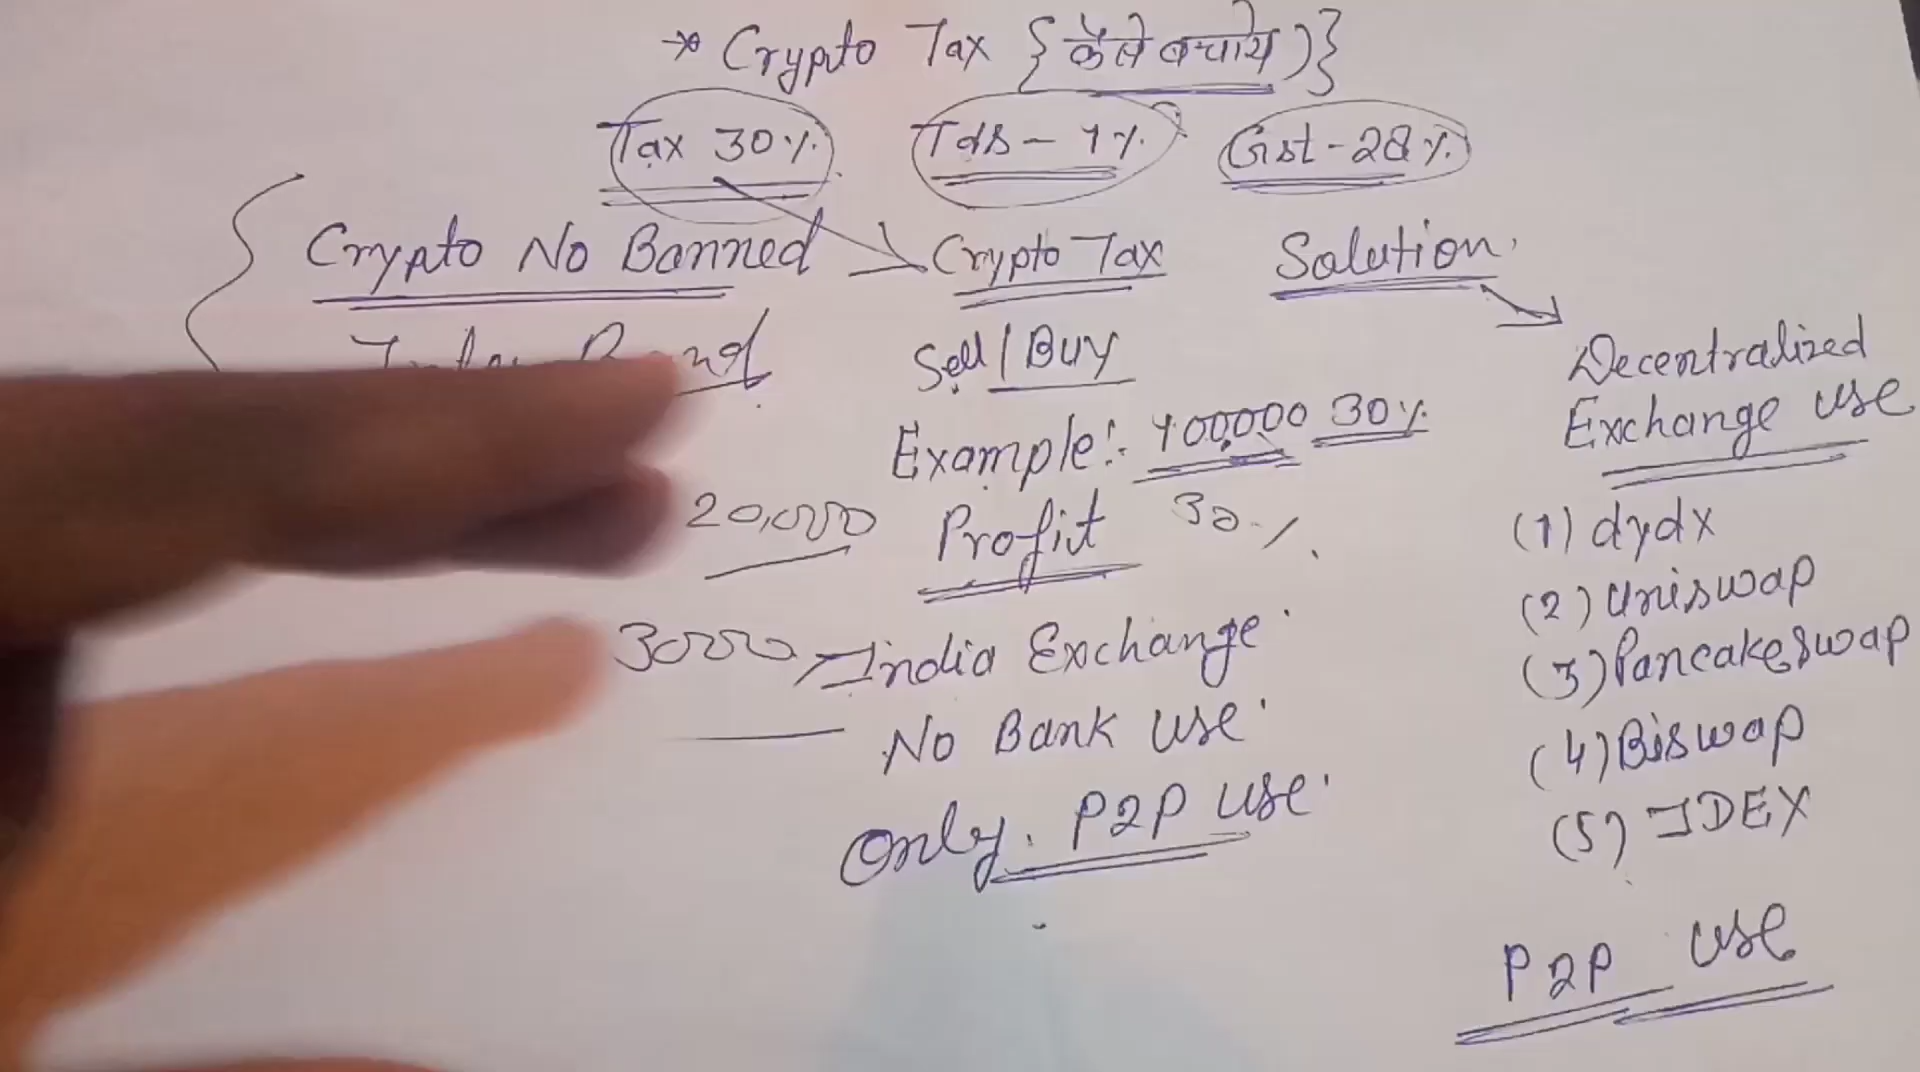 →* Crypto Tax {कैसे बचाये)}
Tax 30%. Tds - 1%. Gst - 28%.
Crypto No Banned
Crypto Tax
Sell / BUY
Example:- 100,000 30%
20,000 Profit 30%.
30000 India Exchange.
No Bank use.
Only. P2P use.
Solution.
Decentralized
Exchange use
(1) dydx
(2) Uniswap
(3) Pancakeswap
(4) Biswap
(5) IDEX
P2P use